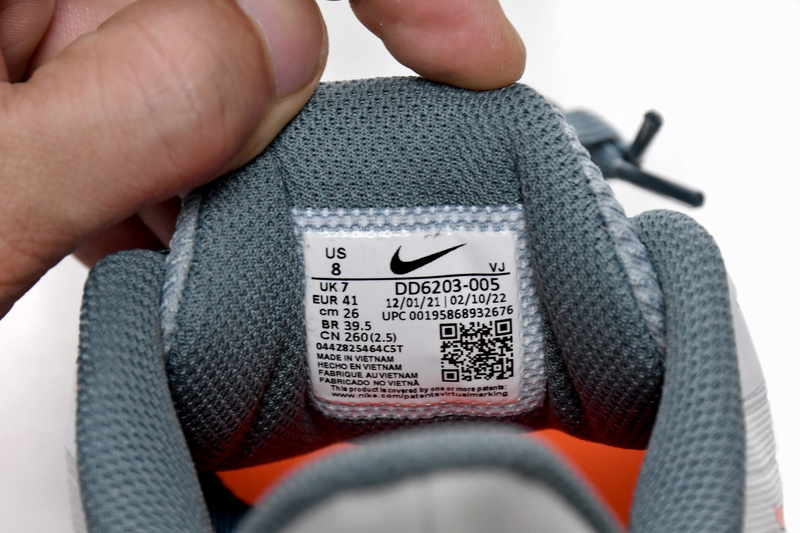 US
8
VJ
UK 7
DD6203-005
EUR 41
12/01/21 | 02/10/22
cm 26
UPC 00195868932676
BR 39.5
CN 260(2.5)
044Z825464CST
MADE IN VIETNAM
HECHO EN VIETNAM
FABRIQUE AU VIETNAM
FABRICADO NO VIETNÃ
This product is covered by one or more patents:
www.nike.com/patentsvirtualmarking